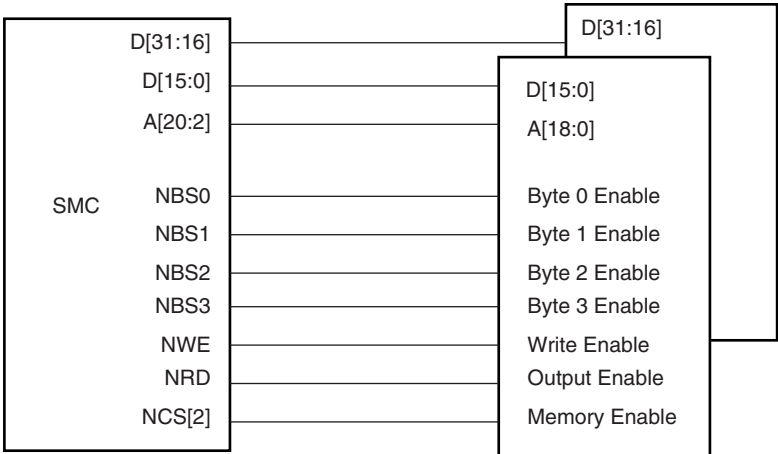 D[31:16]
D[31:16]
D[15:0]
D[15:0]
A[20:2]
A[18:0]
SMC
NBS0
Byte 0 Enable
NBS1
Byte 1 Enable
NBS2
Byte 2 Enable
NBS3
Byte 3 Enable
NWE
Write Enable
NRD
Output Enable
NCS[2]
Memory Enable